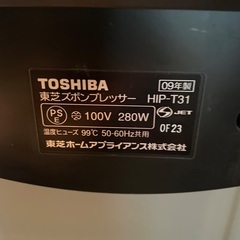 TOSHIBA 09年製
東芝ズボンプレッサー HIP-T31
PS E 100V 280W S JET
温度ヒューズ 99℃ 50-60Hz共用 0F23
東芝ホームアプライアンス株式会社